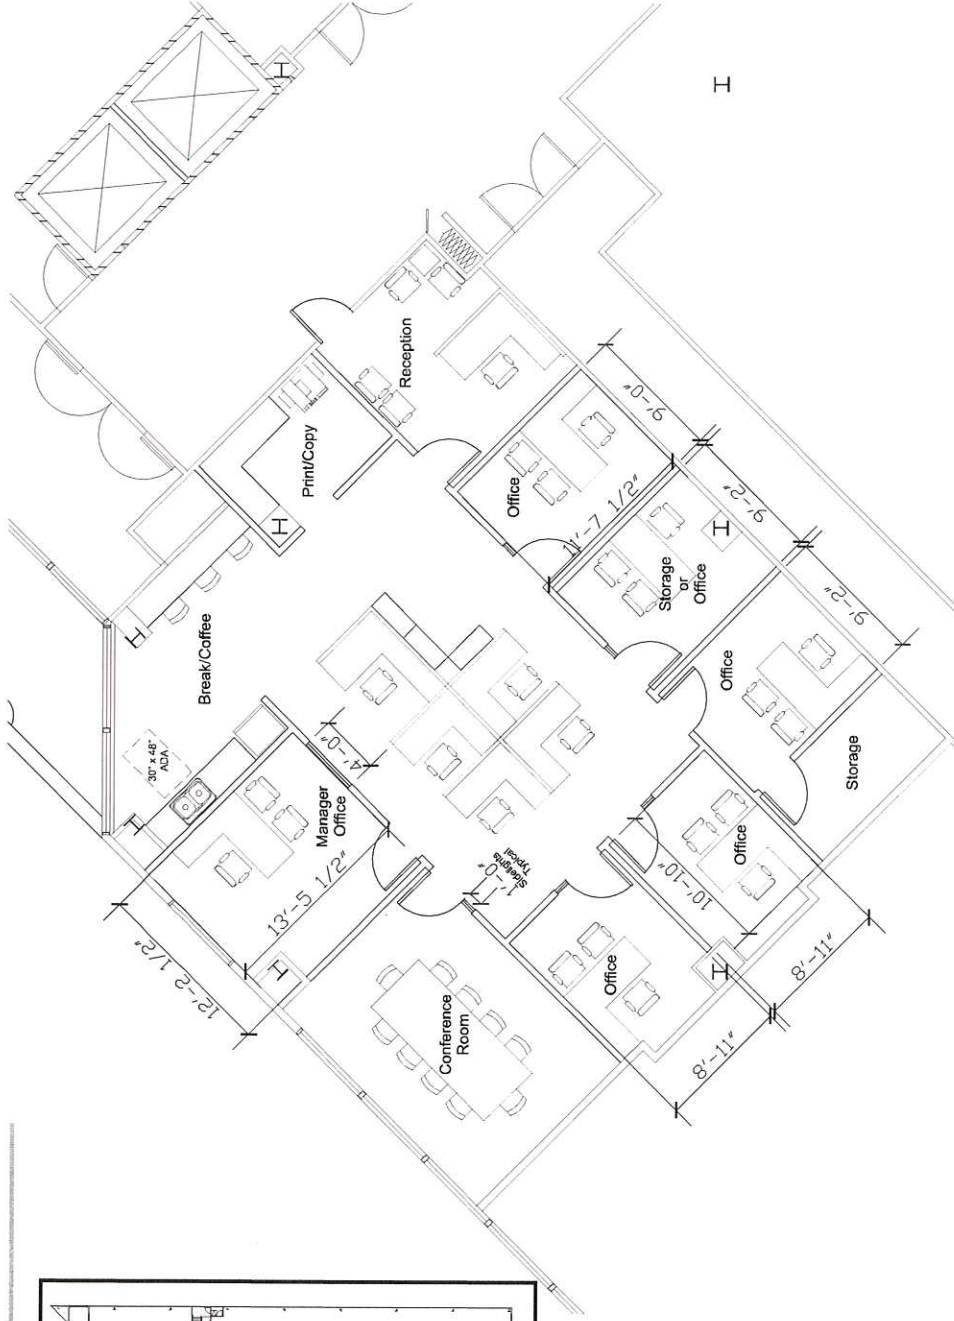 Reception
Print/Copy
9'-0"
Office
11'-7 1/2"
9'-2"
Storage
or
Office
Break/Coffee
9'-2"
Office
30" x 48"
ADA
4'-0"
Manager
Office
Storage
13'-5 1/2"
Office
1'-0"
Sidelights
Typical
10'-10"
12'-2 1/2"
Office
8'-11"
Conference
Room
8'-11"